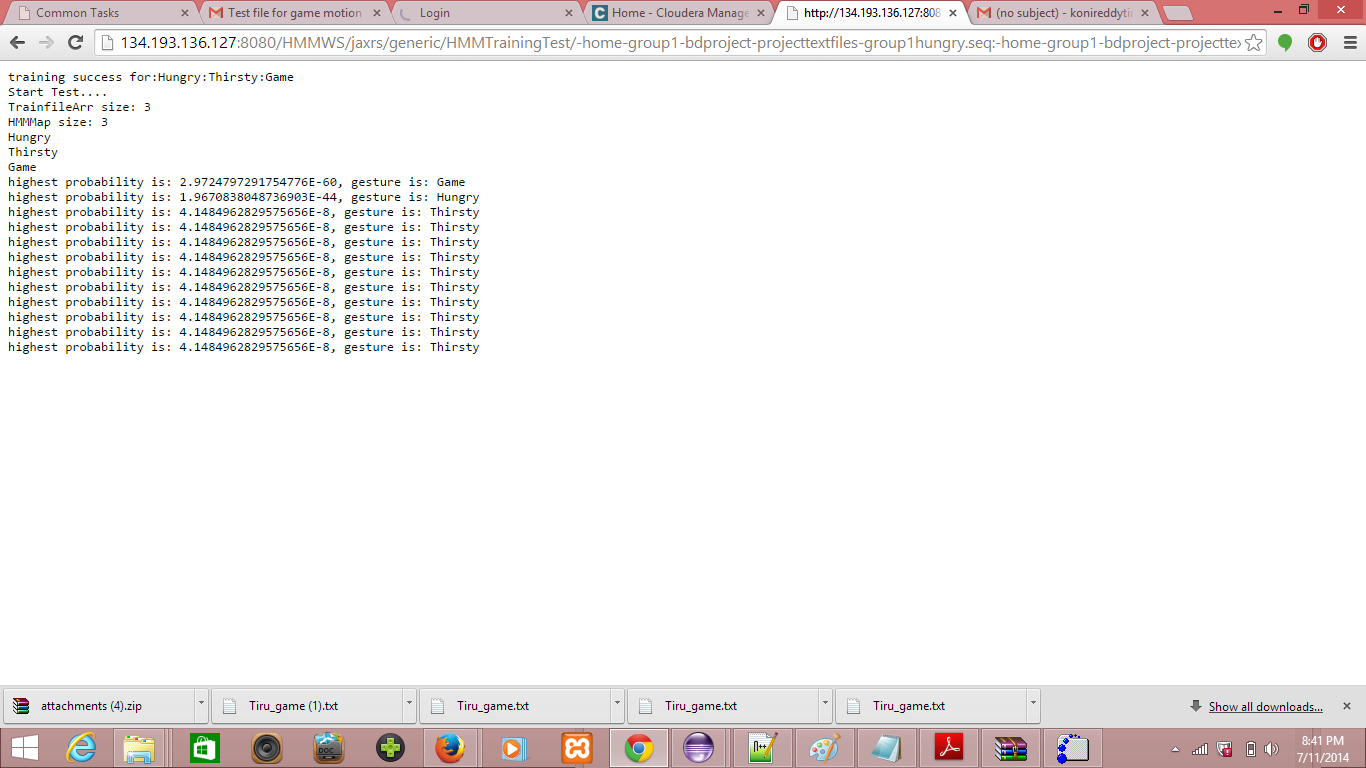 Common Tasks
Test file for game motion
Login
Home - Cloudera Manage
http://134.193.136.127:808
(no subject) - konireddytir
134.193.136.127:8080/HMMWS/jaxrs/generic/HMMTrainingTest/-home-group1-bdproject-projecttextfiles-group1hungry.seq:-home-group1-bdproject-projecttex
training success for:Hungry:Thirsty:Game
Start Test....
TrainfileArr size: 3
HMMMap size: 3
Hungry
Thirsty
Game
highest probability is: 2.9724797291754776E-60, gesture is: Game
highest probability is: 1.9670838048736903E-44, gesture is: Hungry
highest probability is: 4.1484962829575656E-8, gesture is: Thirsty
highest probability is: 4.1484962829575656E-8, gesture is: Thirsty
highest probability is: 4.1484962829575656E-8, gesture is: Thirsty
highest probability is: 4.1484962829575656E-8, gesture is: Thirsty
highest probability is: 4.1484962829575656E-8, gesture is: Thirsty
highest probability is: 4.1484962829575656E-8, gesture is: Thirsty
highest probability is: 4.1484962829575656E-8, gesture is: Thirsty
highest probability is: 4.1484962829575656E-8, gesture is: Thirsty
highest probability is: 4.1484962829575656E-8, gesture is: Thirsty
highest probability is: 4.1484962829575656E-8, gesture is: Thirsty
attachments (4).zip
Tiru_game (1).txt
Tiru_game.txt
Tiru_game.txt
Tiru_game.txt
Show all downloads...
DOC
8:41 PM
7/11/2014